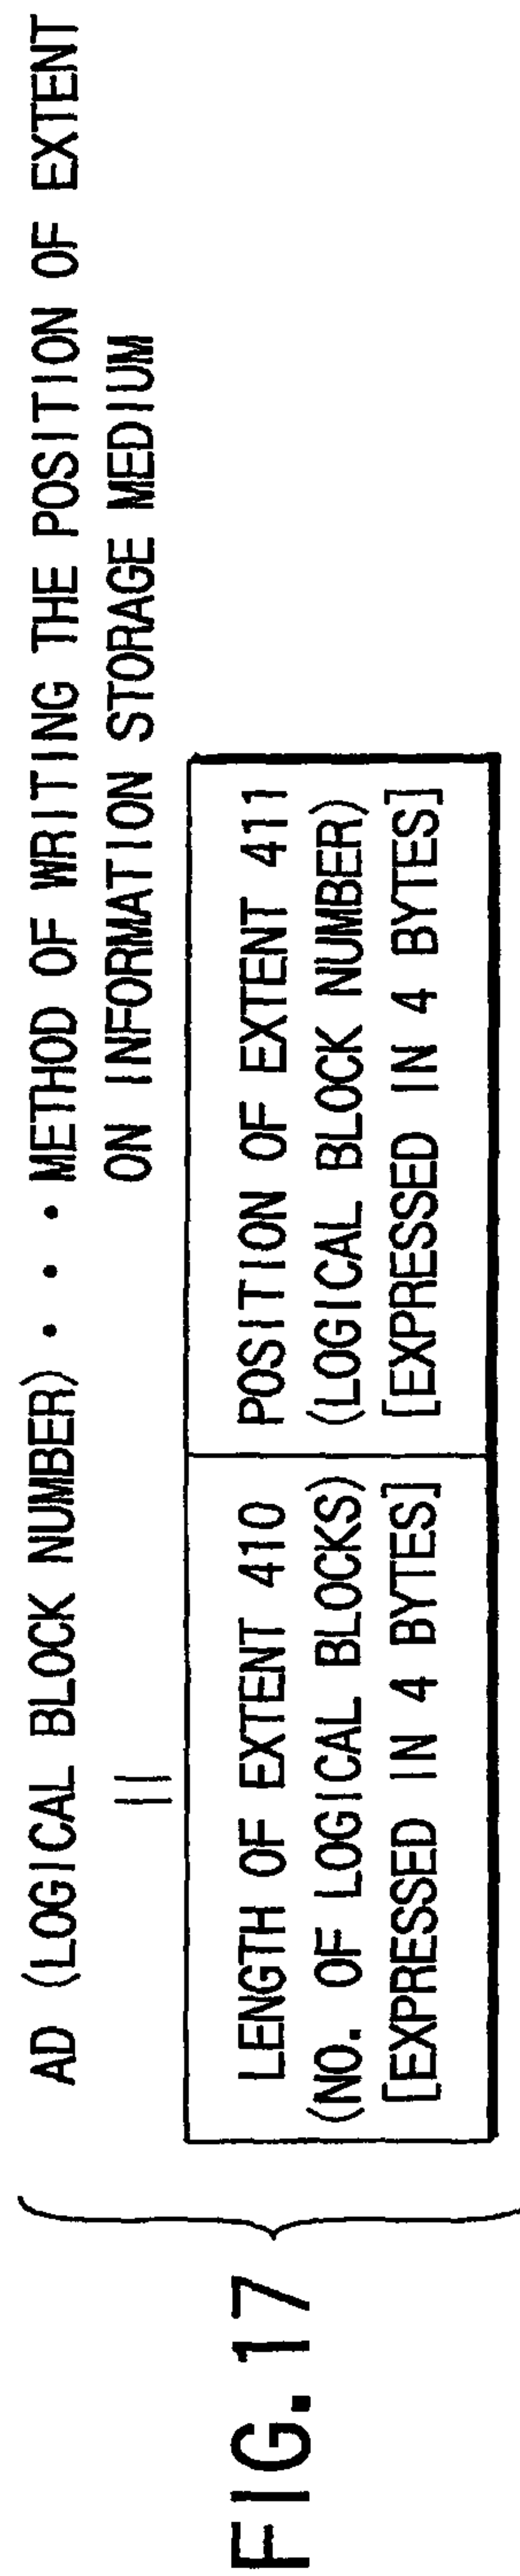 AD (LOGICAL BLOCK NUMBER) · · · METHOD OF WRITING THE POSITION OF EXTENT
ON INFORMATION STORAGE MEDIUM
=
LENGTH OF EXTENT 410
(NO. OF LOGICAL BLOCKS)
[EXPRESSED IN 4 BYTES]
POSITION OF EXTENT 411
(LOGICAL BLOCK NUMBER)
[EXPRESSED IN 4 BYTES]
FIG. 17